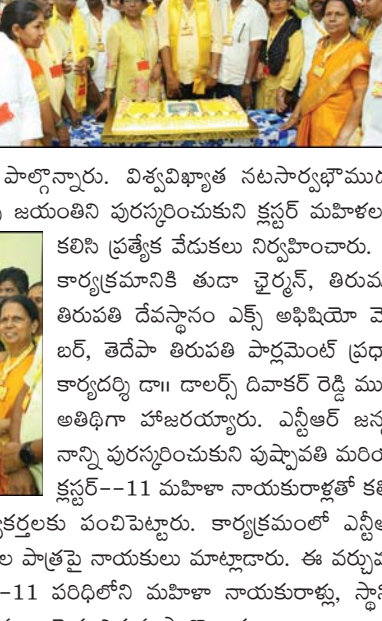 పాల్గొన్నారు. విశ్వవిఖ్యాత నటసార్వభౌముడు
జయంతిని పురస్కరించుకుని క్లస్టర్ మహిళల
కలిసి ప్రత్యేక వేడుకలు నిర్వహించారు.
కార్యక్రమానికి తుడా ఛైర్మన్, తిరుమ
తిరుపతి దేవస్థానం ఎక్స్ అఫిషియో మె
బర్, తెదేపా తిరుపతి పార్లమెంట్ ప్రధా
కార్యదర్శి డా॥ డాలర్స్ దివాకర్ రెడ్డి ము
అతిథిగా హాజరయ్యారు. ఎన్టీఆర్ జన్మ
నాన్ని పురస్కరించుకుని పుష్పావతి మరియ
క్లస్టర్--11 మహిళా నాయకురాళ్లతో కలి
కర్తలకు పంచిపెట్టారు. కార్యక్రమంలో ఎన్టీఆ
ల పాత్రపై నాయకులు మాట్లాడారు. ఈ వర్చువ
-11 పరిధిలోని మహిళా నాయకురాళ్లు, స్థాని